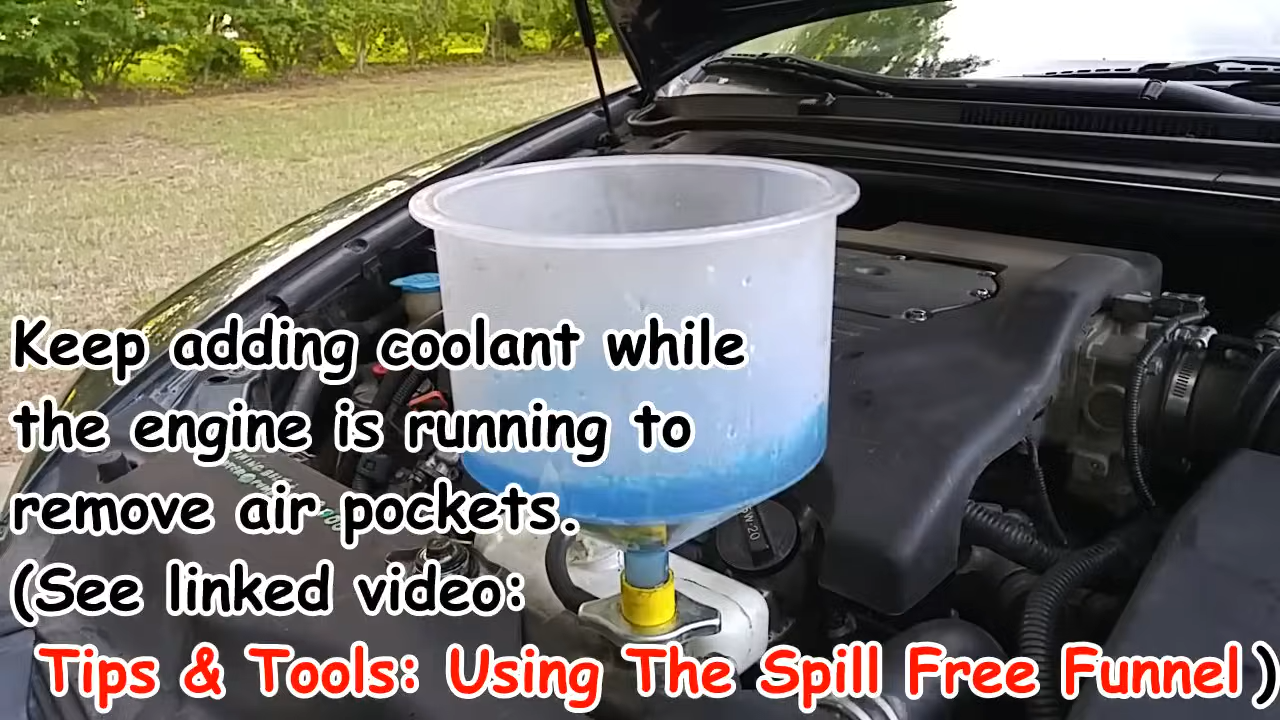 Keep adding coolant while
the engine is running to
remove air pockets.
(See linked video:
Tips & Tools: Using The Spill Free Funnel)